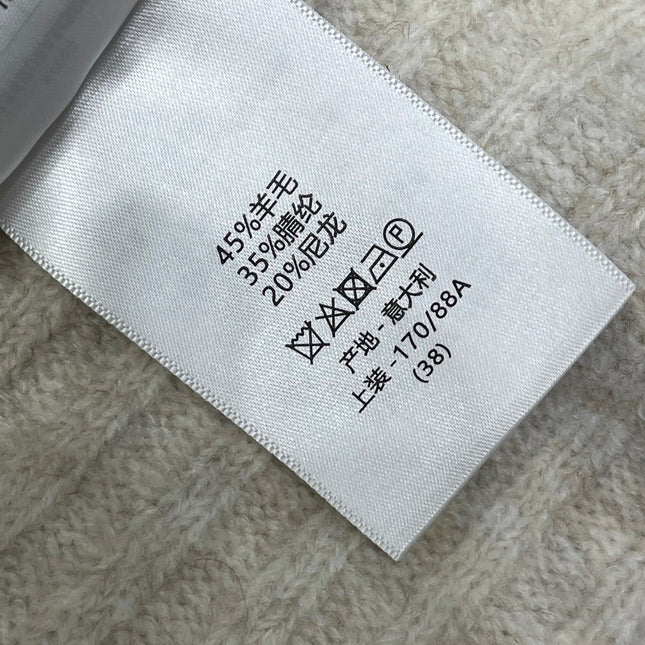 45%羊毛
35%腈纶
20%尼龙
P
产地 - 意大利
上装 -170/88A
(38)